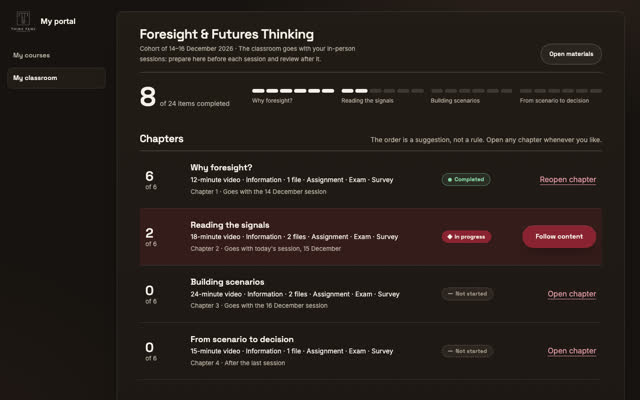 THINK FENS
My portal
My courses
My classroom
Foresight & Futures Thinking
Cohort of 14–16 December 2026 · The classroom goes with your in-person
sessions: prepare here before each session and review after it.
Open materials
8 of 24 items completed
Why foresight?
Reading the signals
Building scenarios
From scenario to decision
Chapters
The order is a suggestion, not a rule. Open any chapter whenever you like.
6 of 6
Why foresight?
12-minute video · Information · 1 file · Assignment · Exam · Survey
Chapter 1 · Goes with the 14 December session
Completed
Reopen chapter
2 of 6
Reading the signals
18-minute video · Information · 2 files · Assignment · Exam · Survey
Chapter 2 · Goes with today's session, 15 December
In progress
Follow content
0 of 6
Building scenarios
24-minute video · Information · 2 files · Assignment · Exam · Survey
Chapter 3 · Goes with the 16 December session
Not started
Open chapter
0 of 6
From scenario to decision
15-minute video · Information · 1 file · Assignment · Exam · Survey
Chapter 4 · After the last session
Not started
Open chapter